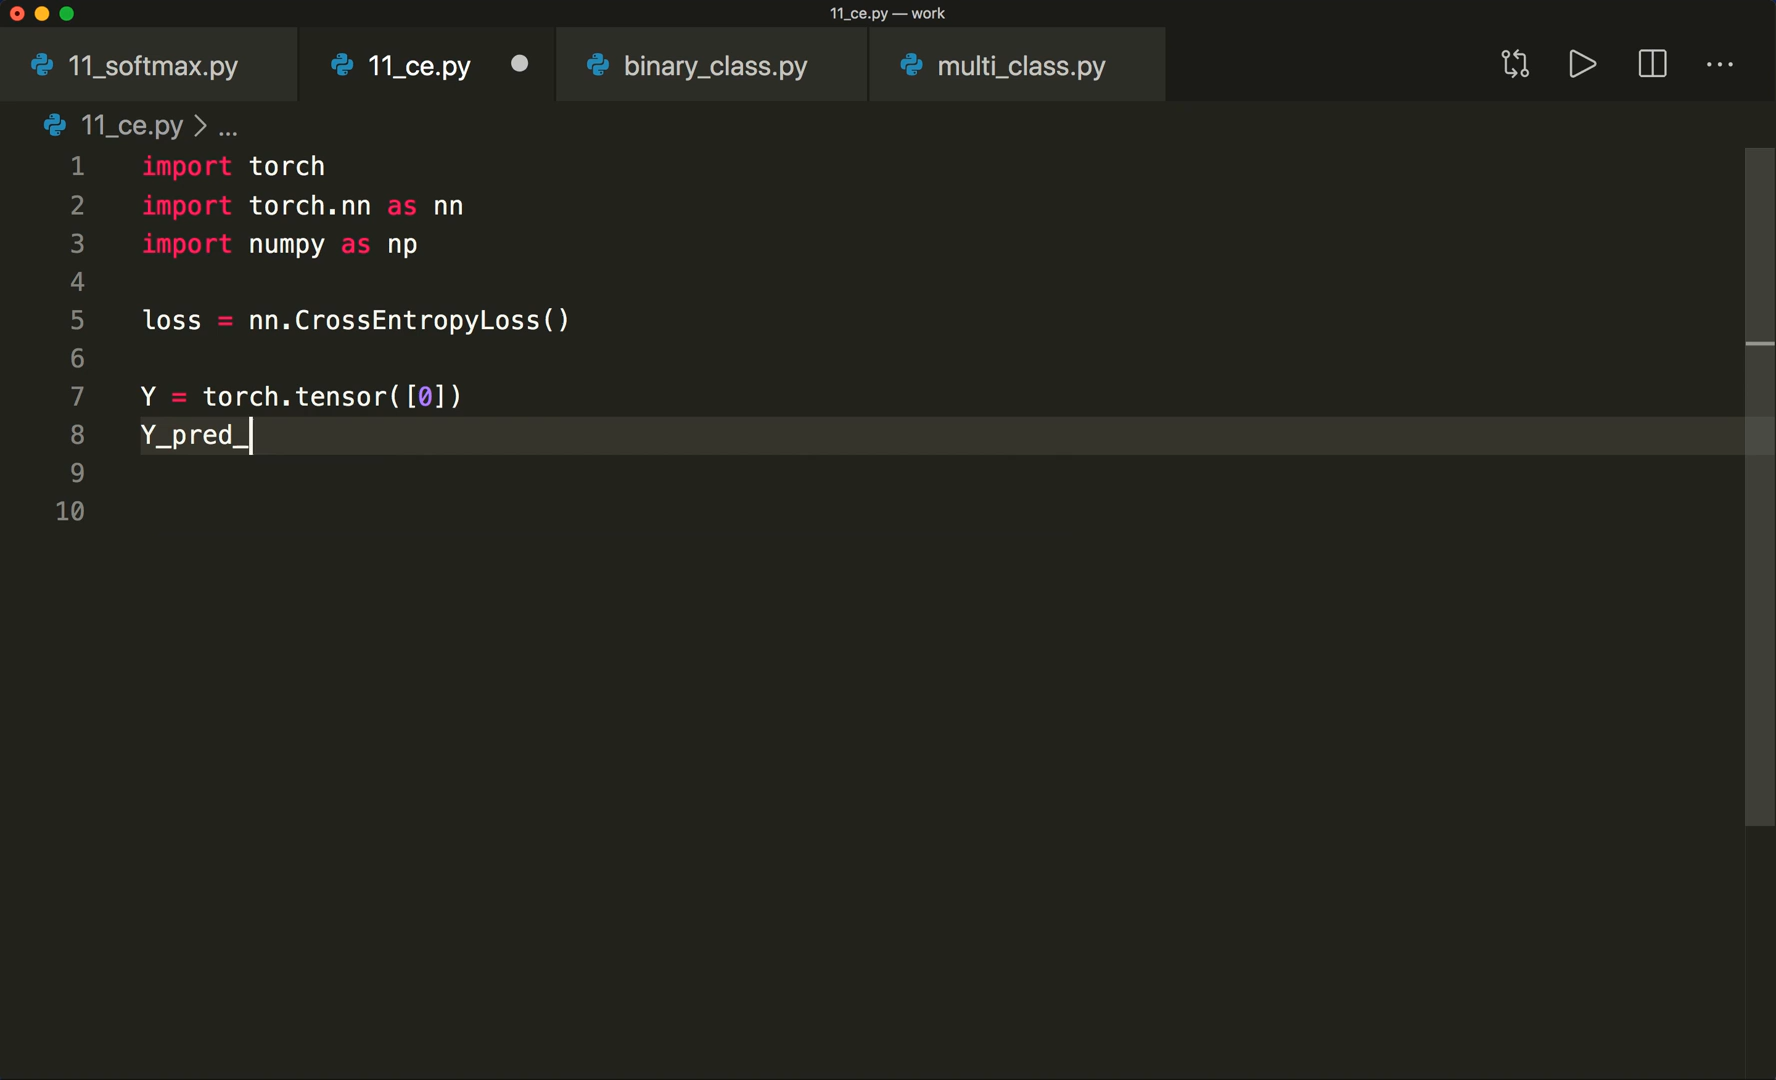 11_ce.py — work
11_softmax.py
11_ce.py
binary_class.py
multi_class.py
11_ce.py > ...
1 import torch
2 import torch.nn as nn
3 import numpy as np
4
5 loss = nn.CrossEntropyLoss()
6
7 Y = torch.tensor([0])
8 Y_pred_
9
10